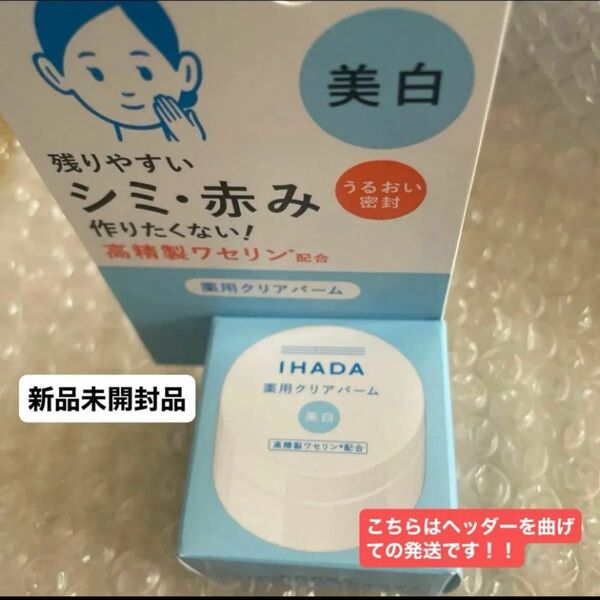 美白
残りやすい
シミ・赤み
作りたくない!
うるおい
密封
高精製ワセリン*配合
薬用クリアバーム
IHADA
薬用クリアバーム
美白
高精製ワセリン*配合
新品未開封品
こちらはヘッダーを曲げ
ての発送です！！